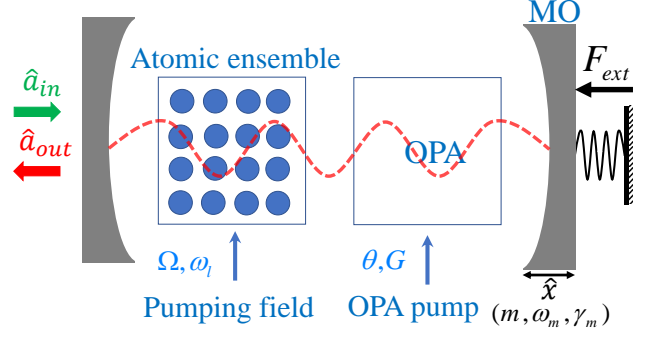 MO
Atomic ensemble
F_ext
â_in
â_out
OPA
Ω, ω_l
θ, G
x̂
Pumping field
OPA pump
(m, ω_m, γ_m)